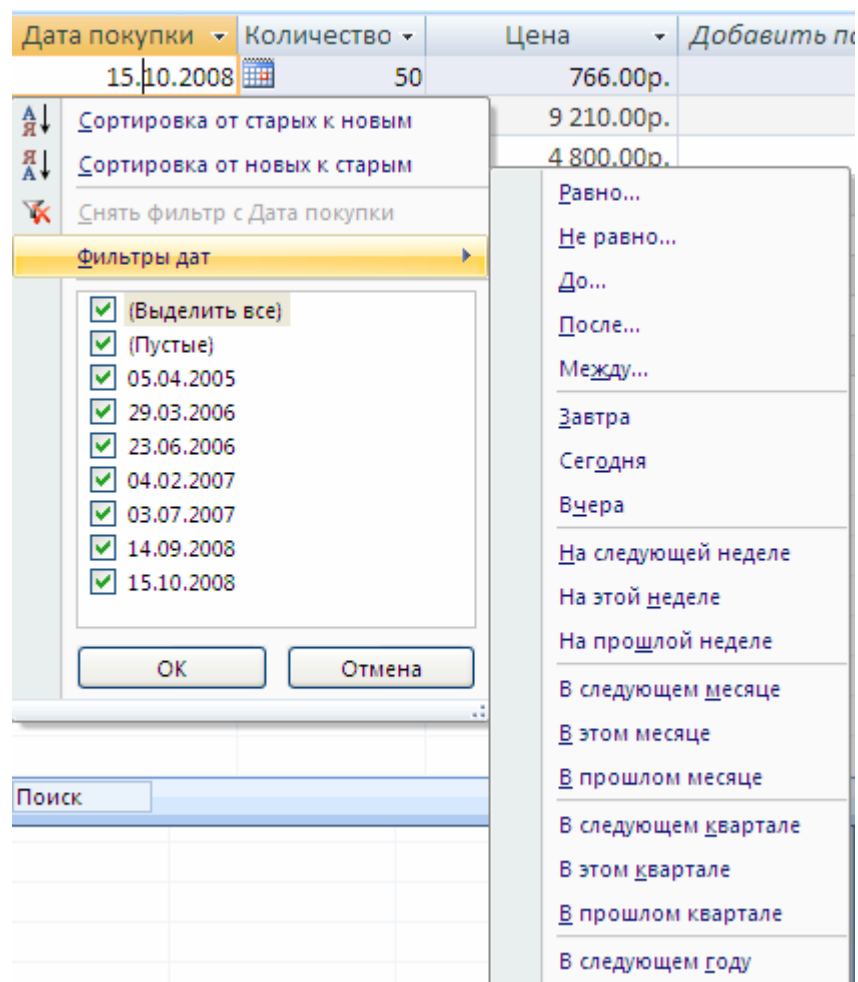 Дата покупки Количество Цена Добавить по
15.10.2008 50 766.00р.
9 210.00р.
4 800.00р.
Сортировка от старых к новым
Сортировка от новых к старым
Снять фильтр с Дата покупки
Фильтры дат
(Выделить все)
(Пустые)
05.04.2005
29.03.2006
23.06.2006
04.02.2007
03.07.2007
14.09.2008
15.10.2008
ОК Отмена
Равно...
Не равно...
До...
После...
Между...
Завтра
Сегодня
Вчера
На следующей неделе
На этой неделе
На прошлой неделе
В следующем месяце
В этом месяце
В прошлом месяце
В следующем квартале
В этом квартале
В прошлом квартале
В следующем году
Поиск